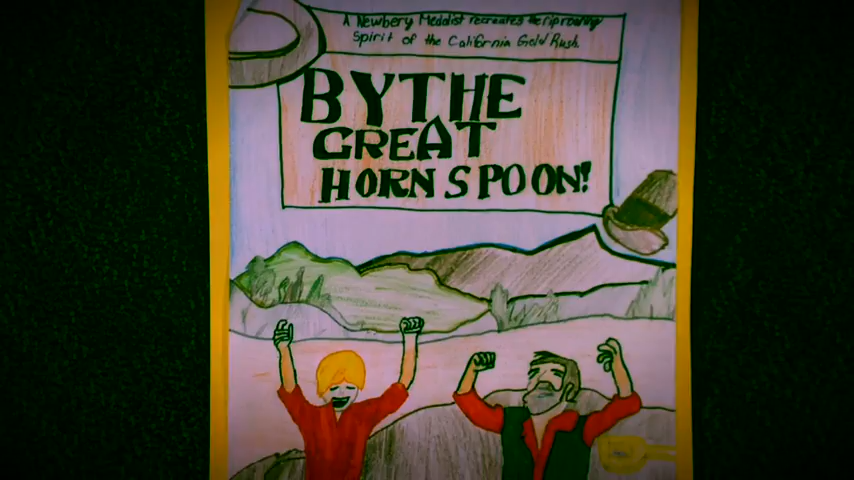 A Newbery Medalist recreates the riproaring
Spirit of the California Gold Rush.
BY THE
GREAT
HORN SPOON!